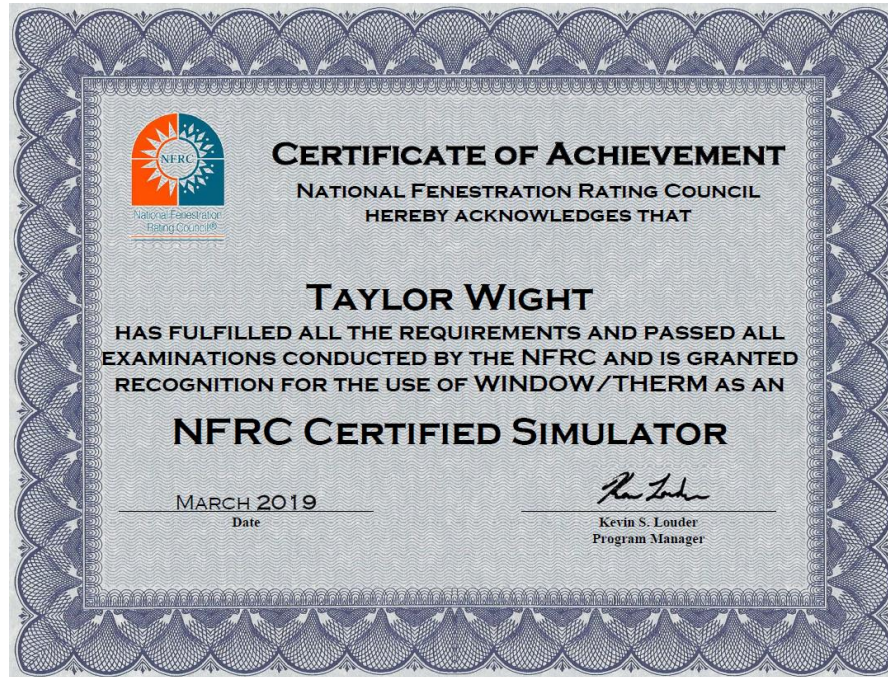 NFRC
National Fenestration
Rating Council®
CERTIFICATE OF ACHIEVEMENT
NATIONAL FENESTRATION RATING COUNCIL
HEREBY ACKNOWLEDGES THAT
TAYLOR WIGHT
HAS FULFILLED ALL THE REQUIREMENTS AND PASSED ALL
EXAMINATIONS CONDUCTED BY THE NFRC AND IS GRANTED
RECOGNITION FOR THE USE OF WINDOW/THERM AS AN
NFRC CERTIFIED SIMULATOR
MARCH 2019
Date
Kevin S. Louder
Program Manager